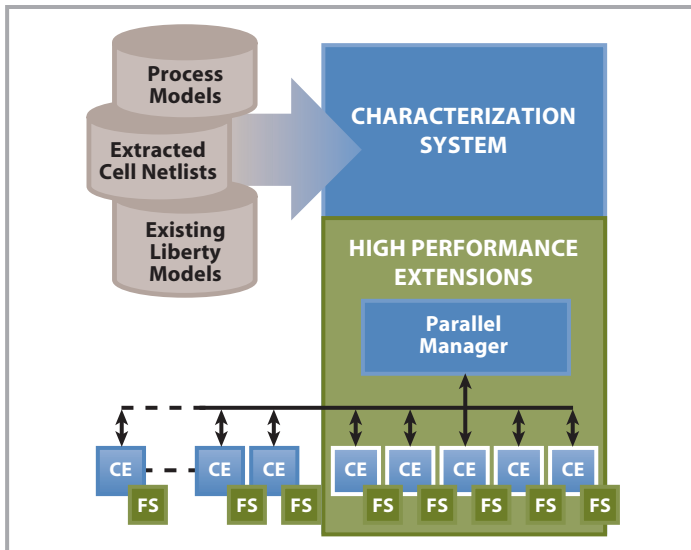 Process
Models
Extracted
Cell Netlists
Existing
Liberty
Models
CHARACTERIZATION
SYSTEM
HIGH PERFORMANCE
EXTENSIONS
Parallel
Manager
CE CE CE CE CE CE CE CE
FS FS FS FS FS FS FS FS